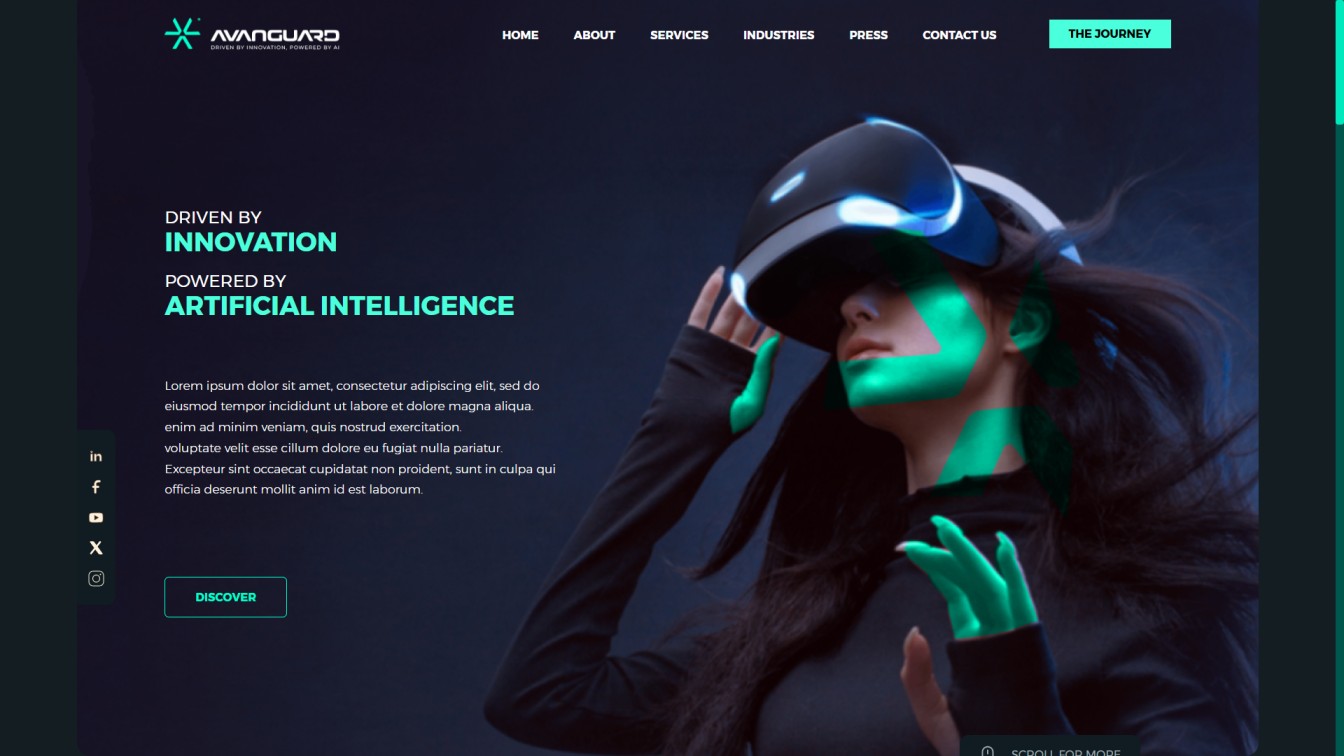 AVANGUARD
DRIVEN BY INNOVATION, POWERED BY AI
HOME ABOUT SERVICES INDUSTRIES PRESS CONTACT US THE JOURNEY
DRIVEN BY
INNOVATION
POWERED BY
ARTIFICIAL INTELLIGENCE
Lorem ipsum dolor sit amet, consectetur adipiscing elit, sed do
eiusmod tempor incididunt ut labore et dolore magna aliqua.
enim ad minim veniam, quis nostrud exercitation.
voluptate velit esse cillum dolore eu fugiat nulla pariatur.
Excepteur sint occaecat cupidatat non proident, sunt in culpa qui
officia deserunt mollit anim id est laborum.
DISCOVER
SCROLL FOR MORE